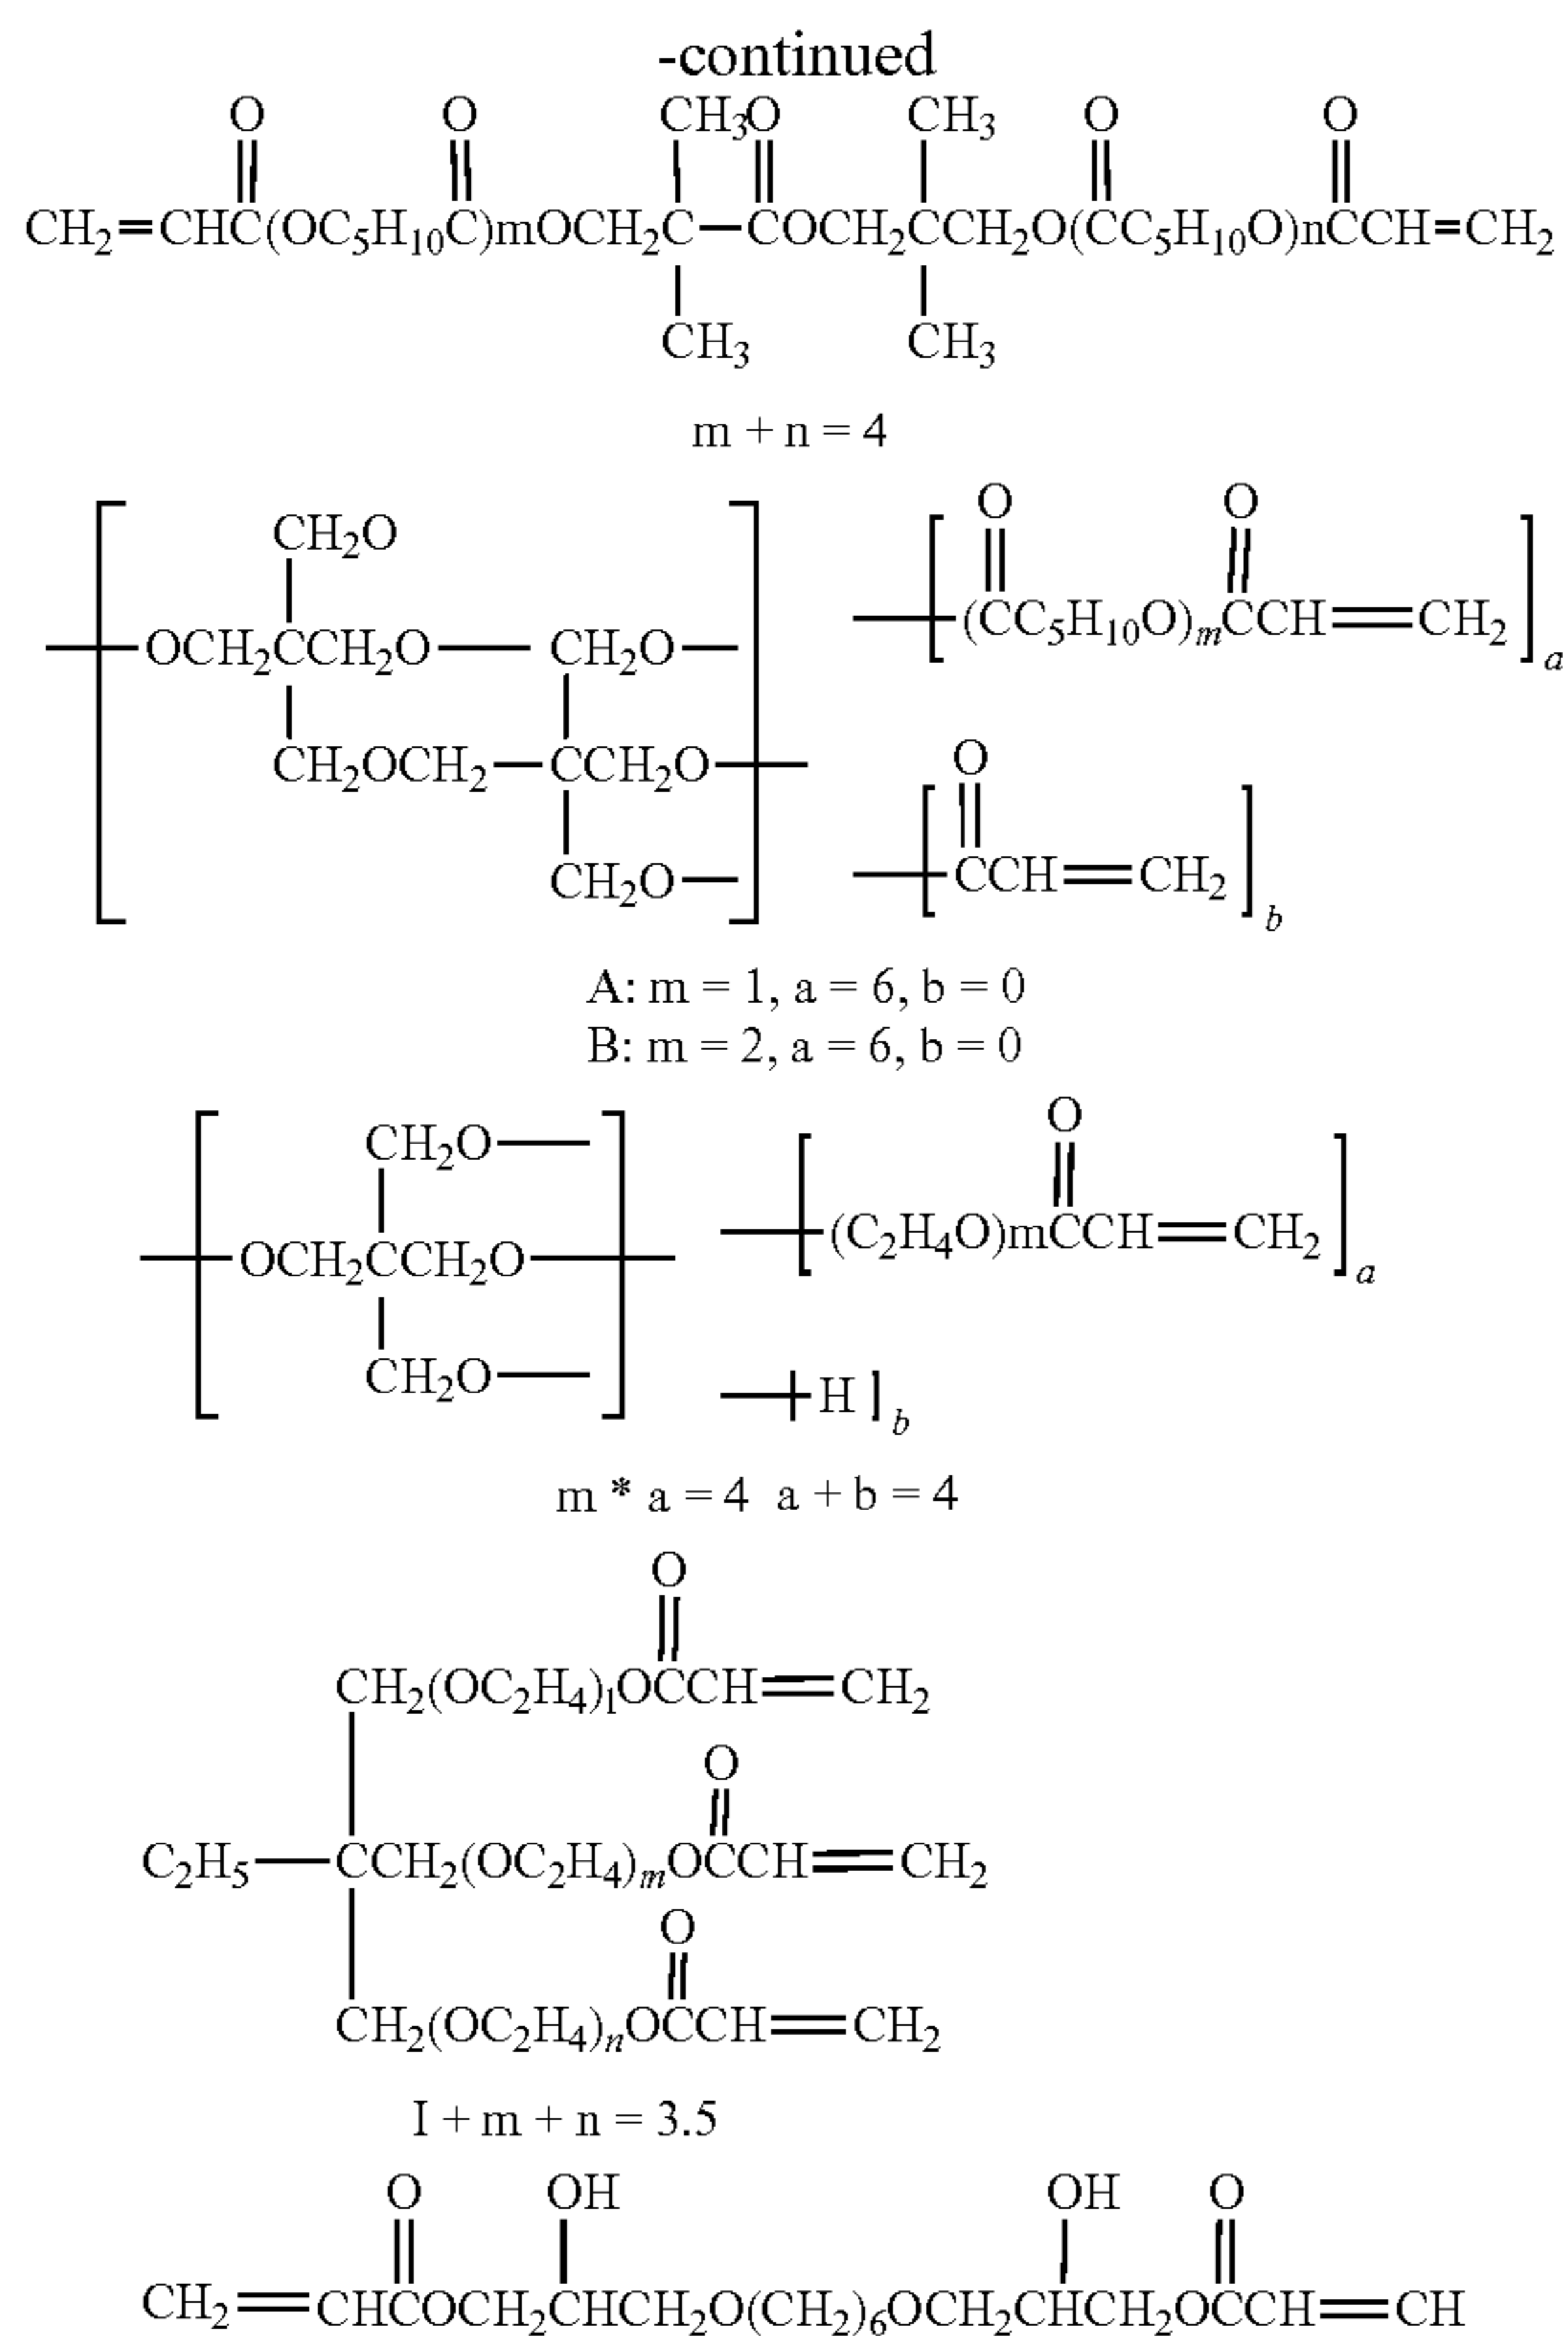 -continued
O O CH3 O CH3 O O
CH2=CHC(OC5H10C)mOCH2C—COCH2CCH2O(CC5H10O)nCCH=CH2
CH3 CH3
m + n = 4
CH2O
OCH2CCH2O—CH2O—
CH2OCH2—CCH2O—
CH2O—
O O
(CC5H10O)mCCH=CH2 a
O
CCH=CH2 b
A: m = 1, a = 6, b = 0
B: m = 2, a = 6, b = 0
CH2O—
OCH2CCH2O—
CH2O—
O
(C2H4O)mCCH=CH2 a
H b
m * a = 4 a + b = 4
O
CH2(OC2H4)lOCCH=CH2
O
C2H5—CCH2(OC2H4)mOCCH=CH2
O
CH2(OC2H4)nOCCH=CH2
I + m + n = 3.5
O OH OH O
CH2=CHCOCH2CHCH2O(CH2)6OCH2CHCH2OCCH=CH